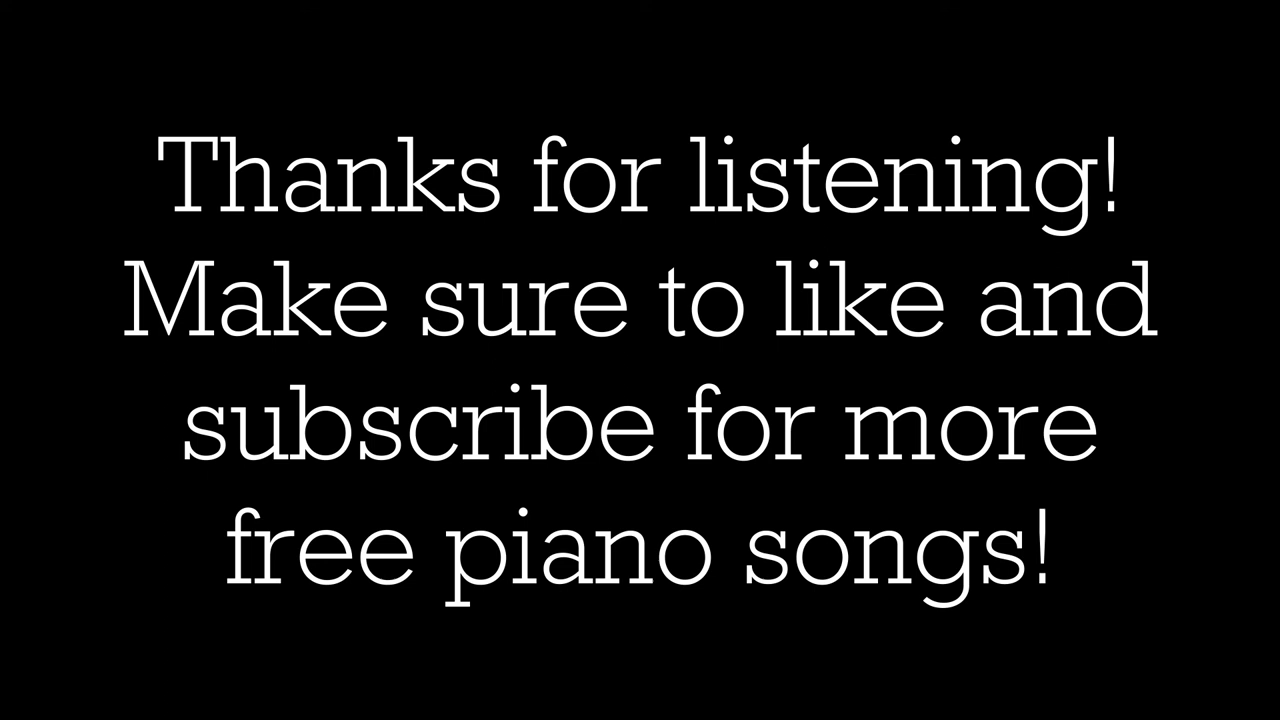 Thanks for listening!
Make sure to like and
subscribe for more
free piano songs!